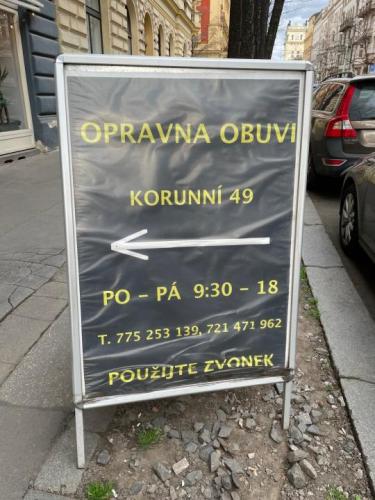 OPRAVNA OBUVI
KORUNNÍ 49
PO – PÁ 9:30 – 18
T. 775 253 139, 721 471 962
POUŽIJTE ZVONEK